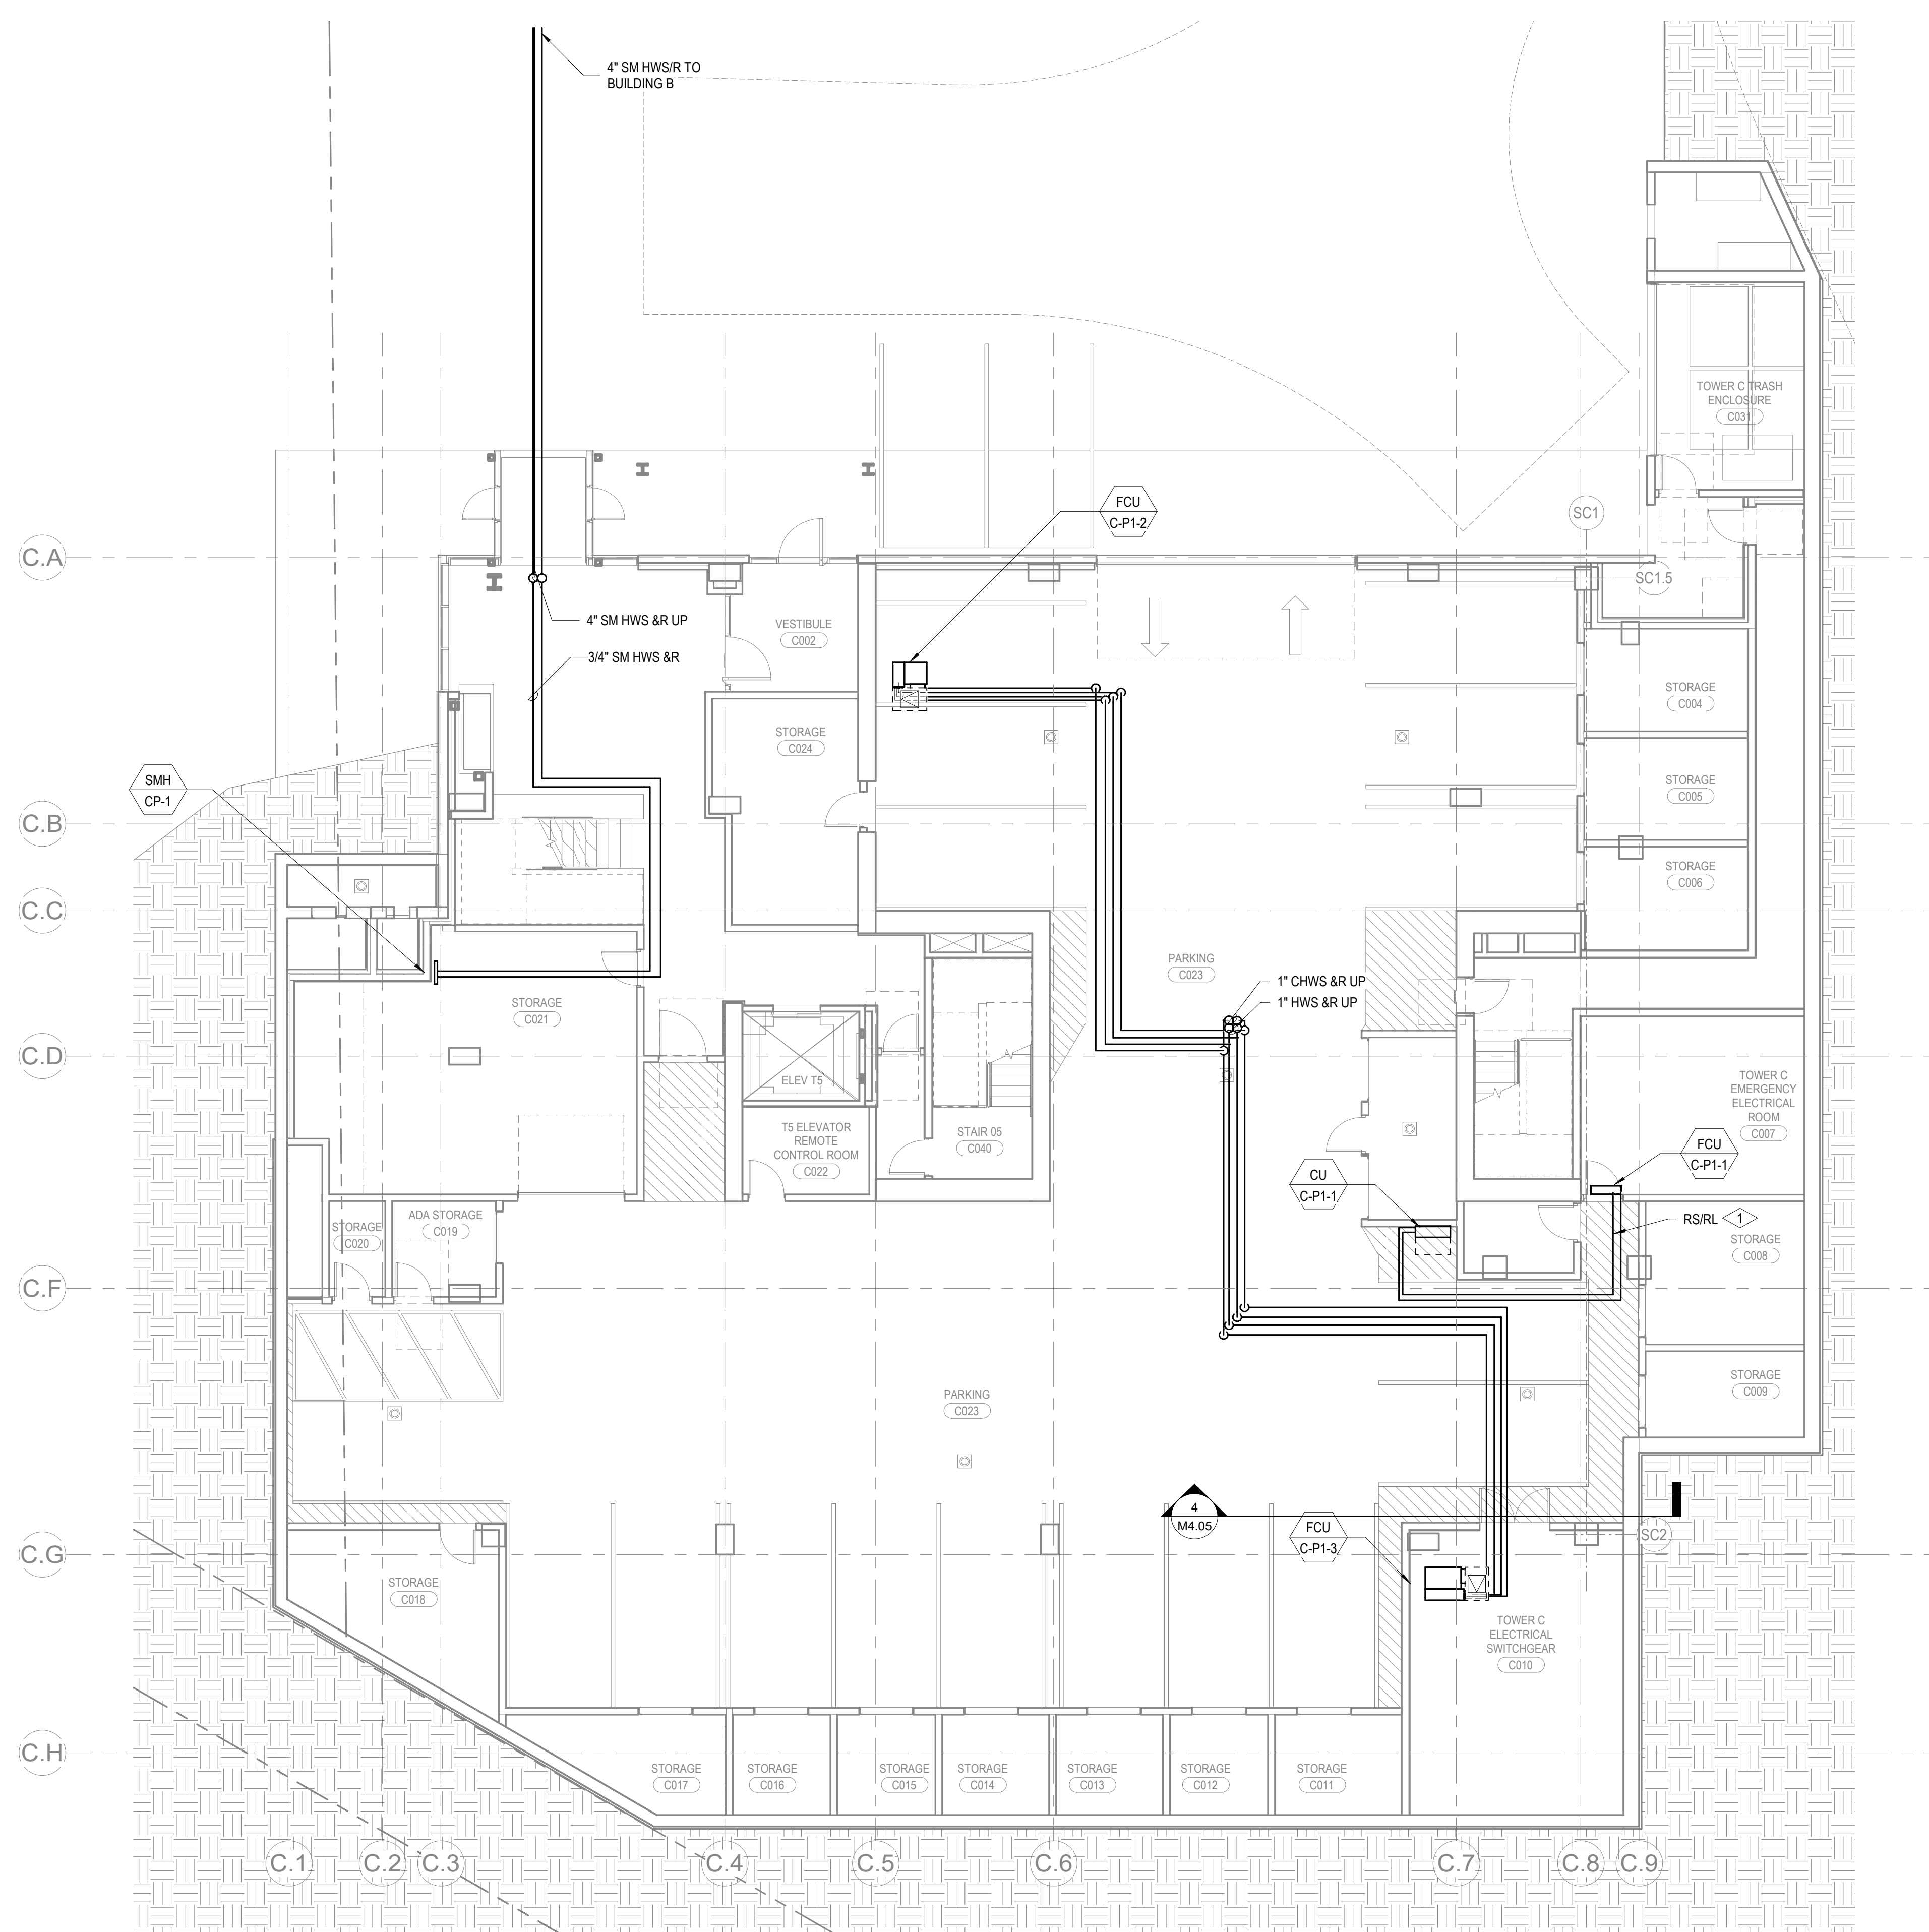 4" SM HWS/R TO
BUILDING B
TOWER C TRASH
ENCLOSURE
C031
FCU
C-P1-2
SC1
C.A
SC1.5
4" SM HWS &R UP
VESTIBULE
C002
3/4" SM HWS &R
STORAGE
C004
STORAGE
C024
SMH
CP-1
STORAGE
C005
C.B
STORAGE
C006
C.C
PARKING
C023
1" CHWS &R UP
1" HWS &R UP
STORAGE
C021
C.D
ELEV T5
TOWER C
EMERGENCY
ELECTRICAL
ROOM
C007
T5 ELEVATOR
REMOTE
CONTROL ROOM
C022
STAIR 05
C040
FCU
C-P1-1
CU
C-P1-1
RS/RL
1
STORAGE
C020
ADA STORAGE
C019
STORAGE
C008
C.F
STORAGE
C009
PARKING
C023
4
M4.05
FCU
C-P1-3
SC2
C.G
STORAGE
C018
TOWER C
ELECTRICAL
SWITCHGEAR
C010
C.H
STORAGE
C017
STORAGE
C016
STORAGE
C015
STORAGE
C014
STORAGE
C013
STORAGE
C012
STORAGE
C011
C.1
C.2
C.3
C.4
C.5
C.6
C.7
C.8
C.9